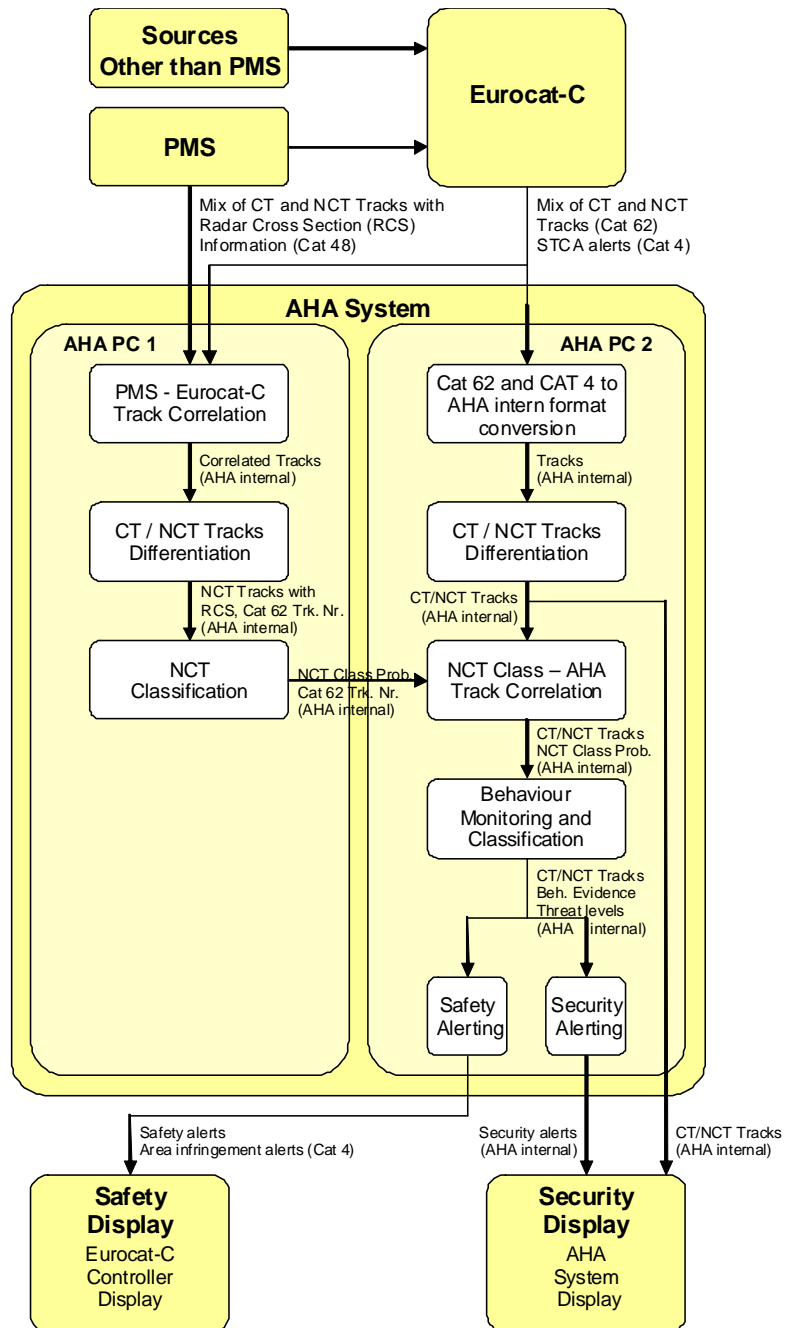 Sources
Other than PMS
Eurocat-C
PMS
Mix of CT and NCT Tracks with
Radar Cross Section (RCS)
Information (Cat 48)
Mix of CT and NCT
Tracks (Cat 62)
STCA alerts (Cat 4)
AHA System
AHA PC 1
AHA PC 2
PMS - Eurocat-C
Track Correlation
Cat 62 and CAT 4 to
AHA intern format
conversion
Correlated Tracks
(AHA internal)
Tracks
(AHA internal)
CT / NCT Tracks
Differentiation
CT / NCT Tracks
Differentiation
NCT Tracks with
RCS, Cat 62 Trk. Nr.
(AHA internal)
CT/NCT Tracks
(AHA internal)
NCT
Classification
NCT Class Prob.
Cat 62 Trk. Nr.
(AHA internal)
NCT Class – AHA
Track Correlation
CT/NCT Tracks
NCT Class Prob.
(AHA internal)
Behaviour
Monitoring and
Classification
CT/NCT Tracks
Beh. Evidence
Threat levels
(AHA internal)
Safety
Alerting
Security
Alerting
Safety alerts
Area infringement alerts (Cat 4)
Security alerts
(AHA internal)
CT/NCT Tracks
(AHA internal)
Safety
Display
Eurocat-C
Controller
Display
Security
Display
AHA
System
Display